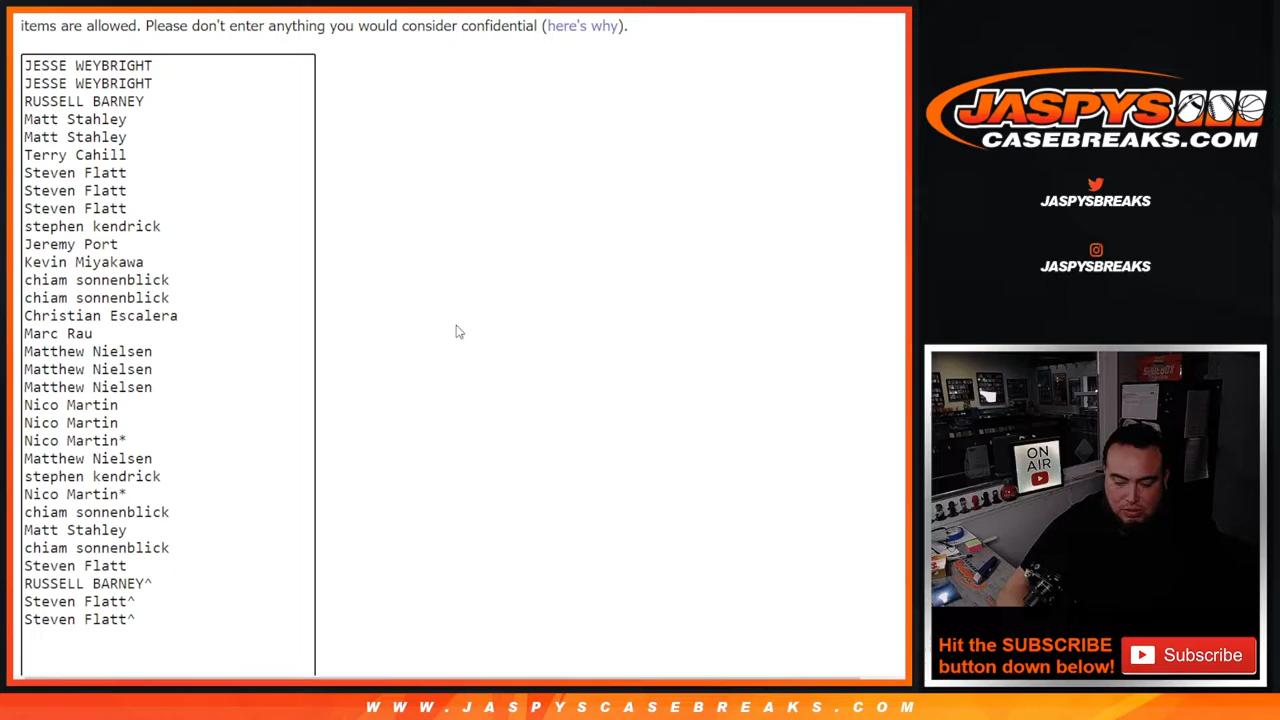 items are allowed. Please don't enter anything you would consider confidential (here's why).
JESSE WEYBRIGHT
JESSE WEYBRIGHT
RUSSELL BARNEY
Matt Stahley
Matt Stahley
Terry Cahill
Steven Flatt
Steven Flatt
Steven Flatt
stephen kendrick
Jeremy Port
Kevin Miyakawa
chiam sonnenblick
chiam sonnenblick
Christian Escalera
Marc Rau
Matthew Nielsen
Matthew Nielsen
Matthew Nielsen
Nico Martin
Nico Martin
Nico Martin*
Matthew Nielsen
stephen kendrick
Nico Martin*
chiam sonnenblick
Matt Stahley
chiam sonnenblick
Steven Flatt
RUSSELL BARNEY^
Steven Flatt^
Steven Flatt^
JASPYS
CASEBREAKS.COM
JASPYSBREAKS
JASPYSBREAKS
ON
AIR
Hit the SUBSCRIBE
button down below!
Subscribe
WWW.JASPYSCASEBREAKS.COM